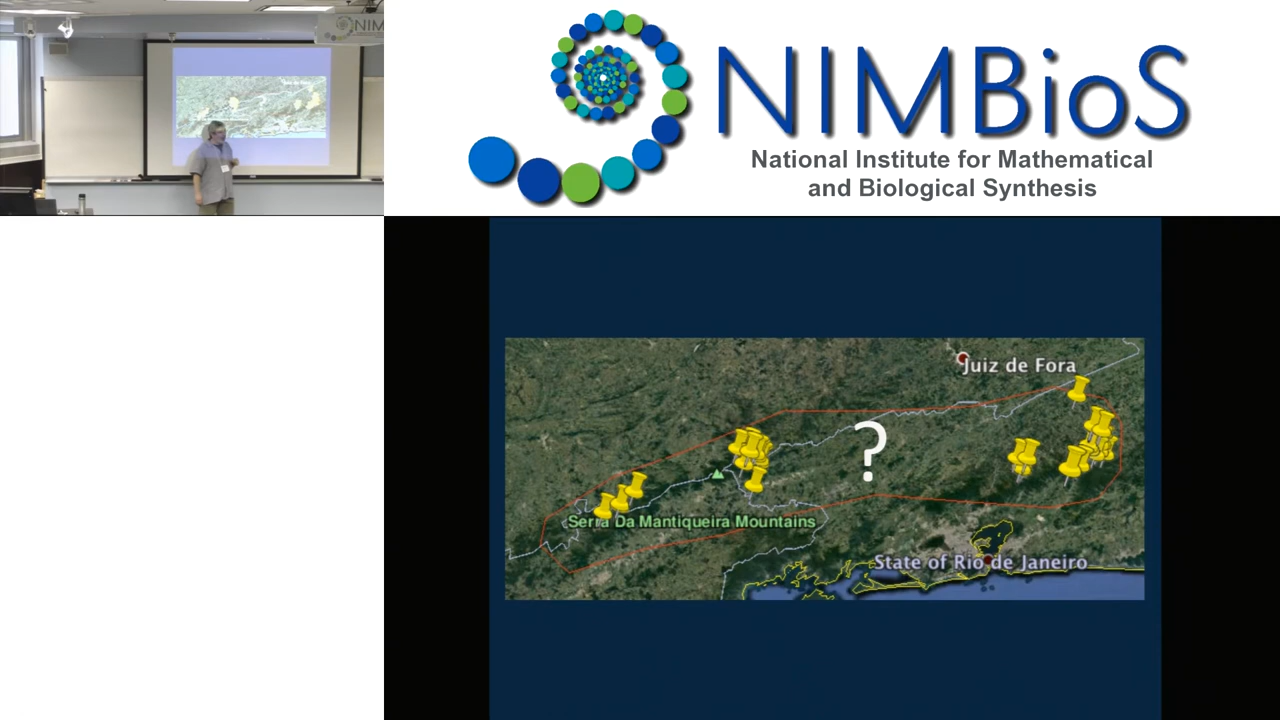 NIM
NIMBioS
National Institute for Mathematical
and Biological Synthesis
Juiz de Fora
?
Serra Da Mantiqueira Mountains
State of Rio de Janeiro